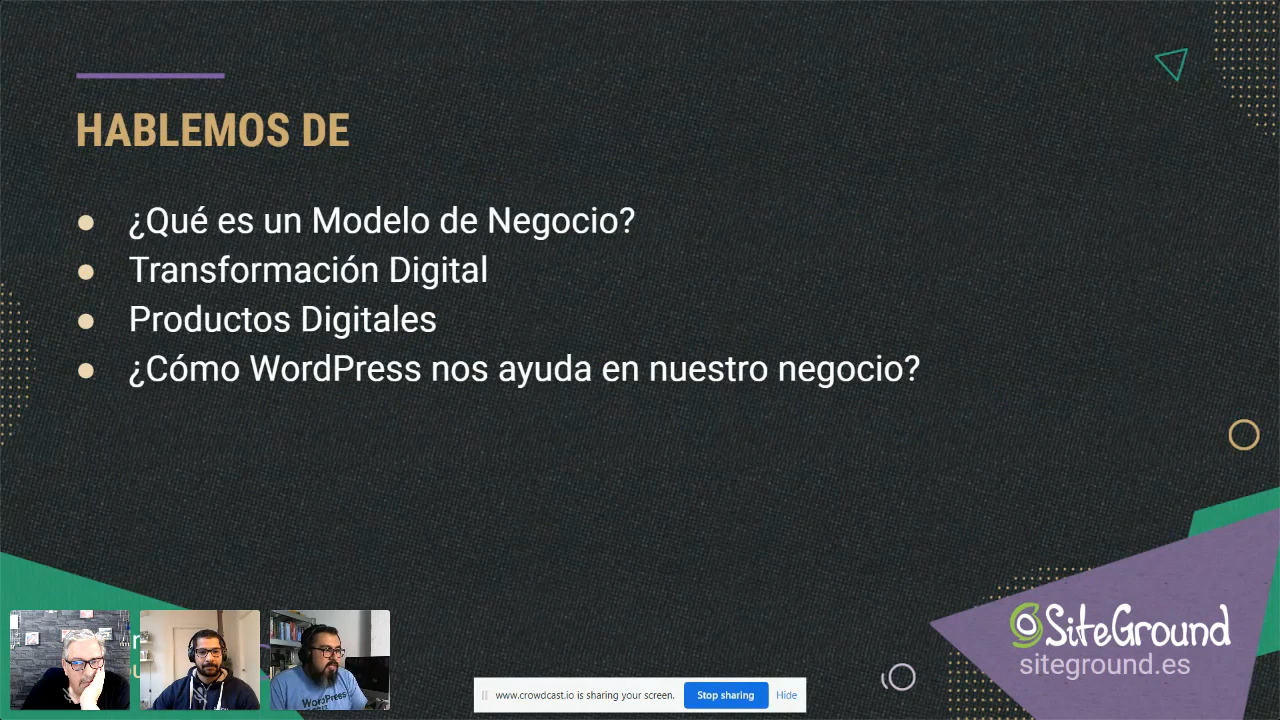 HABLEMOS DE
¿Qué es un Modelo de Negocio?
Transformación Digital
Productos Digitales
¿Cómo WordPress nos ayuda en nuestro negocio?
SiteGround
siteground.es
WordPress
www.crowdcast.io is sharing your screen.
Stop sharing
Hide